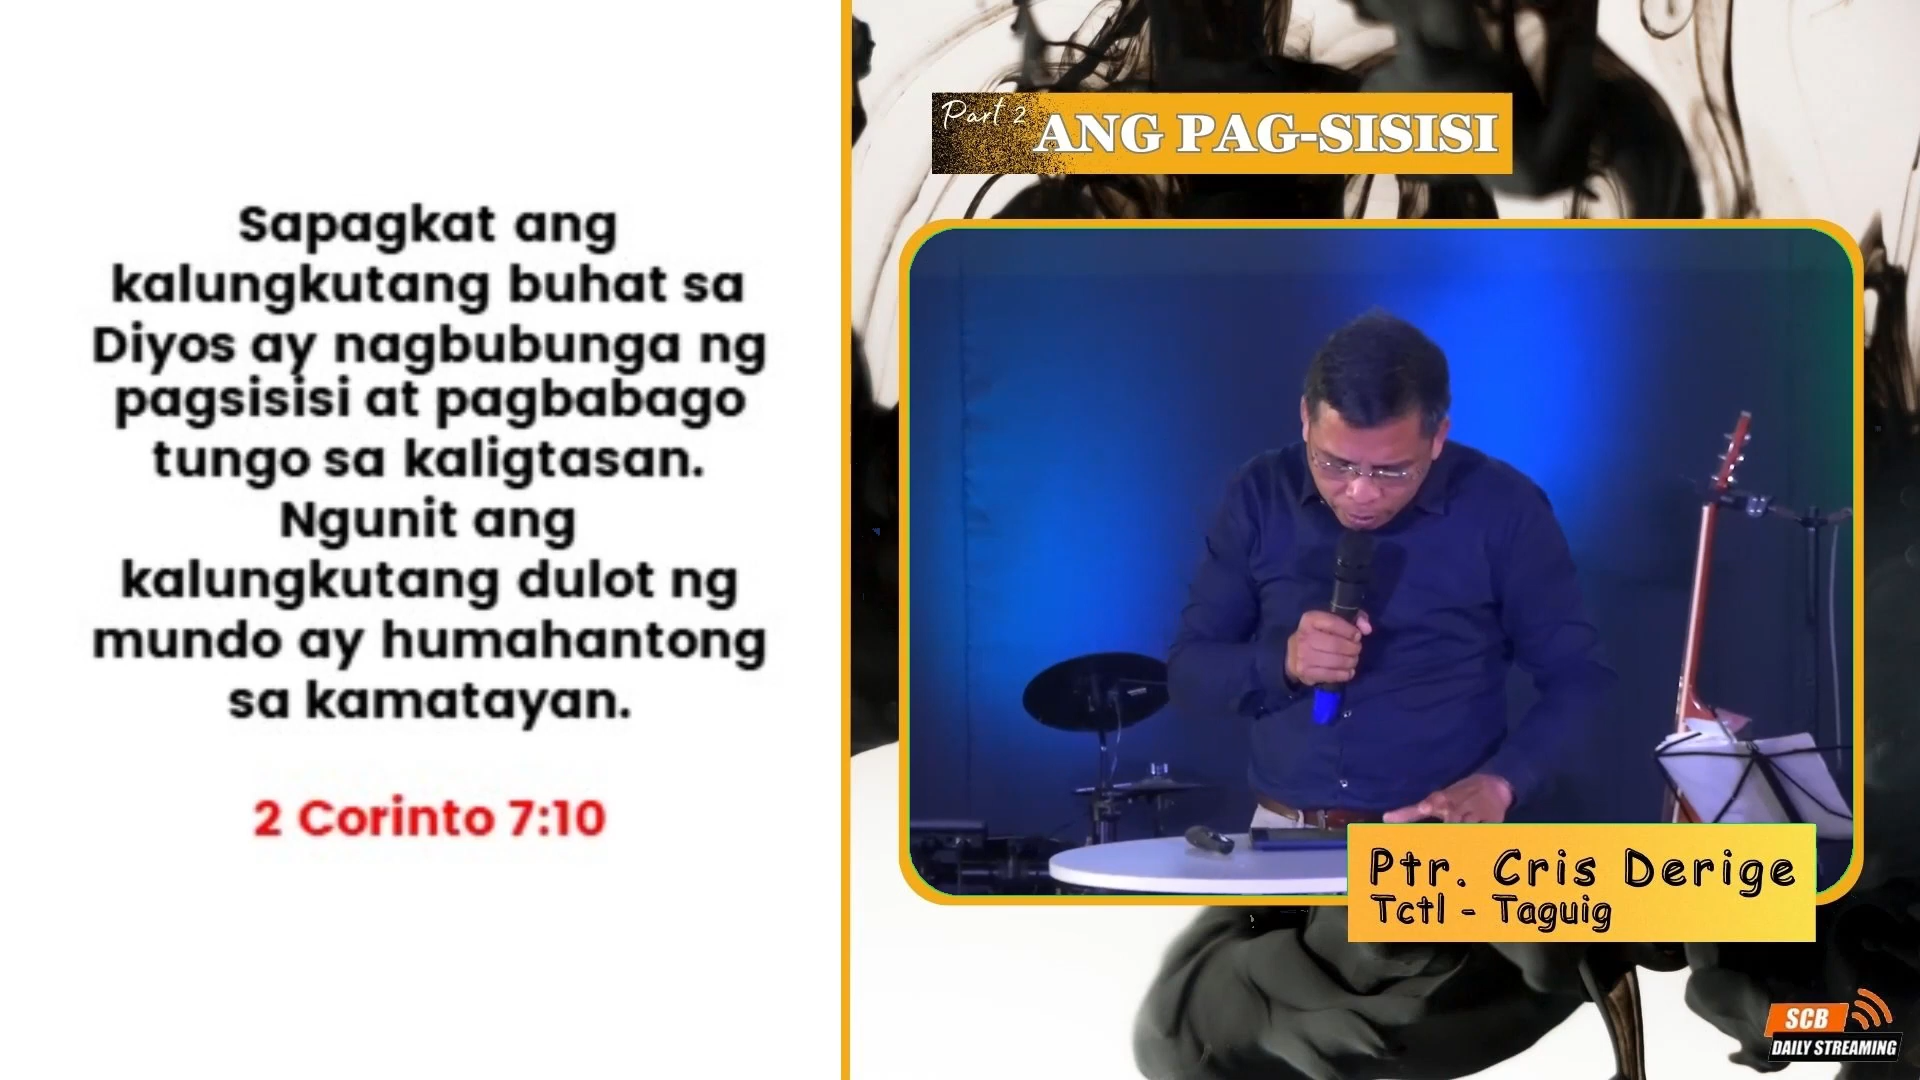 Sapagkat ang
kalungkutang buhat sa
Diyos ay nagbubunga ng
pagsisisi at pagbabago
tungo sa kaligtasan.
Ngunit ang
kalungkutang dulot ng
mundo ay humahantong
sa kamatayan.
2 Corinto 7:10
Part 2
ANG PAG-SISISI
Ptr. Cris Derige
Tctl - Taguig
SCB
DAILY STREAMING